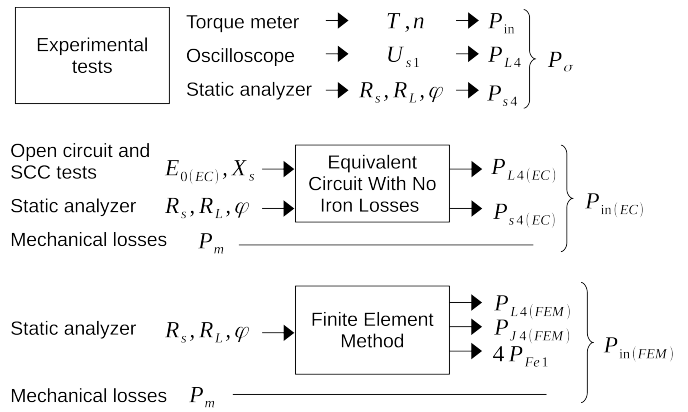 Experimental tests
Torque meter T, n P_in
Oscilloscope U_s1 P_L4
Static analyzer R_s, R_L, φ P_s4
P_σ
Open circuit and
SCC tests E_0(EC), X_s
Static analyzer R_s, R_L, φ
Mechanical losses P_m
Equivalent
Circuit With No
Iron Losses
P_L4(EC)
P_s4(EC)
P_in(EC)
Static analyzer R_s, R_L, φ
Mechanical losses P_m
Finite Element
Method
P_L4(FEM)
P_J4(FEM)
4 P_Fe1
P_in(FEM)